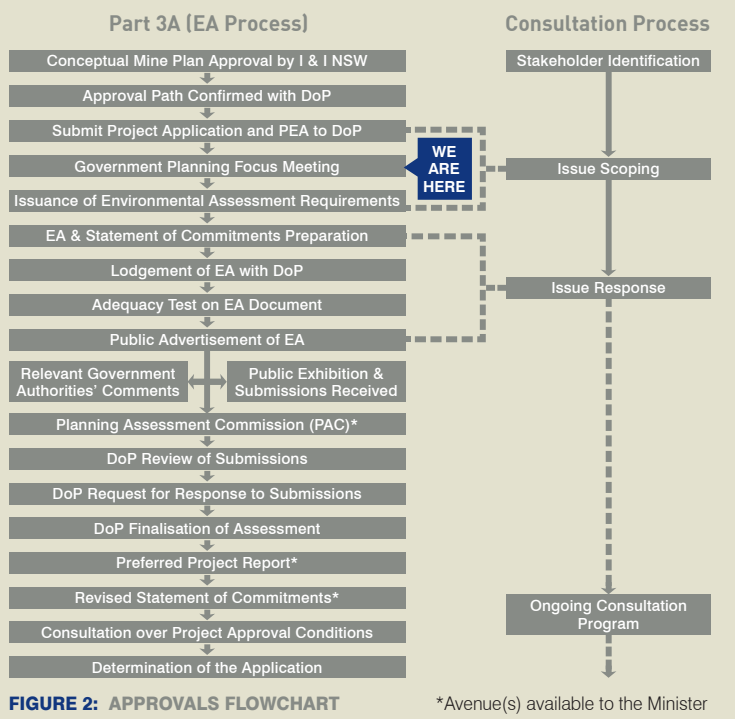 Part 3A (EA Process)
Conceptual Mine Plan Approval by I & I NSW
Approval Path Confirmed with DoP
Submit Project Application and PEA to DoP
Government Planning Focus Meeting
WE
ARE
HERE
Issuance of Environmental Assessment Requirements
EA & Statement of Commitments Preparation
Lodgement of EA with DoP
Adequacy Test on EA Document
Public Advertisement of EA
Relevant Government
Authorities’ Comments
Public Exhibition &
Submissions Received
Planning Assessment Commission (PAC)*
DoP Review of Submissions
DoP Request for Response to Submissions
DoP Finalisation of Assessment
Preferred Project Report*
Revised Statement of Commitments*
Consultation over Project Approval Conditions
Determination of the Application
Consultation Process
Stakeholder Identification
Issue Scoping
Issue Response
Ongoing Consultation
Program
FIGURE 2: APPROVALS FLOWCHART
*Avenue(s) available to the Minister